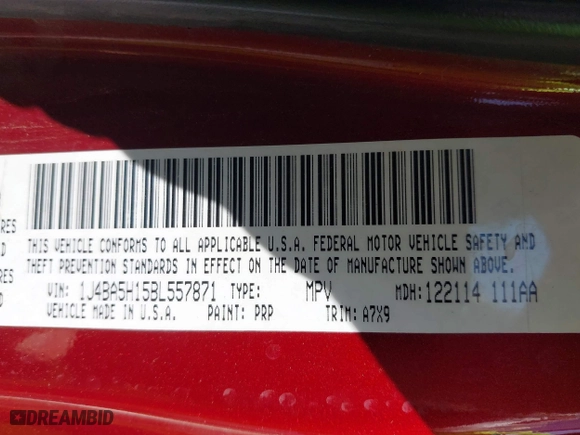 RES
D
RES
D
THIS VEHICLE CONFORMS TO ALL APPLICABLE U.S.A. FEDERAL MOTOR VEHICLE SAFETY AND
THEFT PREVENTION STANDARDS IN EFFECT ON THE DATE OF MANUFACTURE SHOWN ABOVE.
VIN: 1J4BA5H15BL557871 TYPE: MPV MDH: 122114 111AA
VEHICLE MADE IN U.S.A. PAINT: PRP TRIM: A7X9
DREAMBID